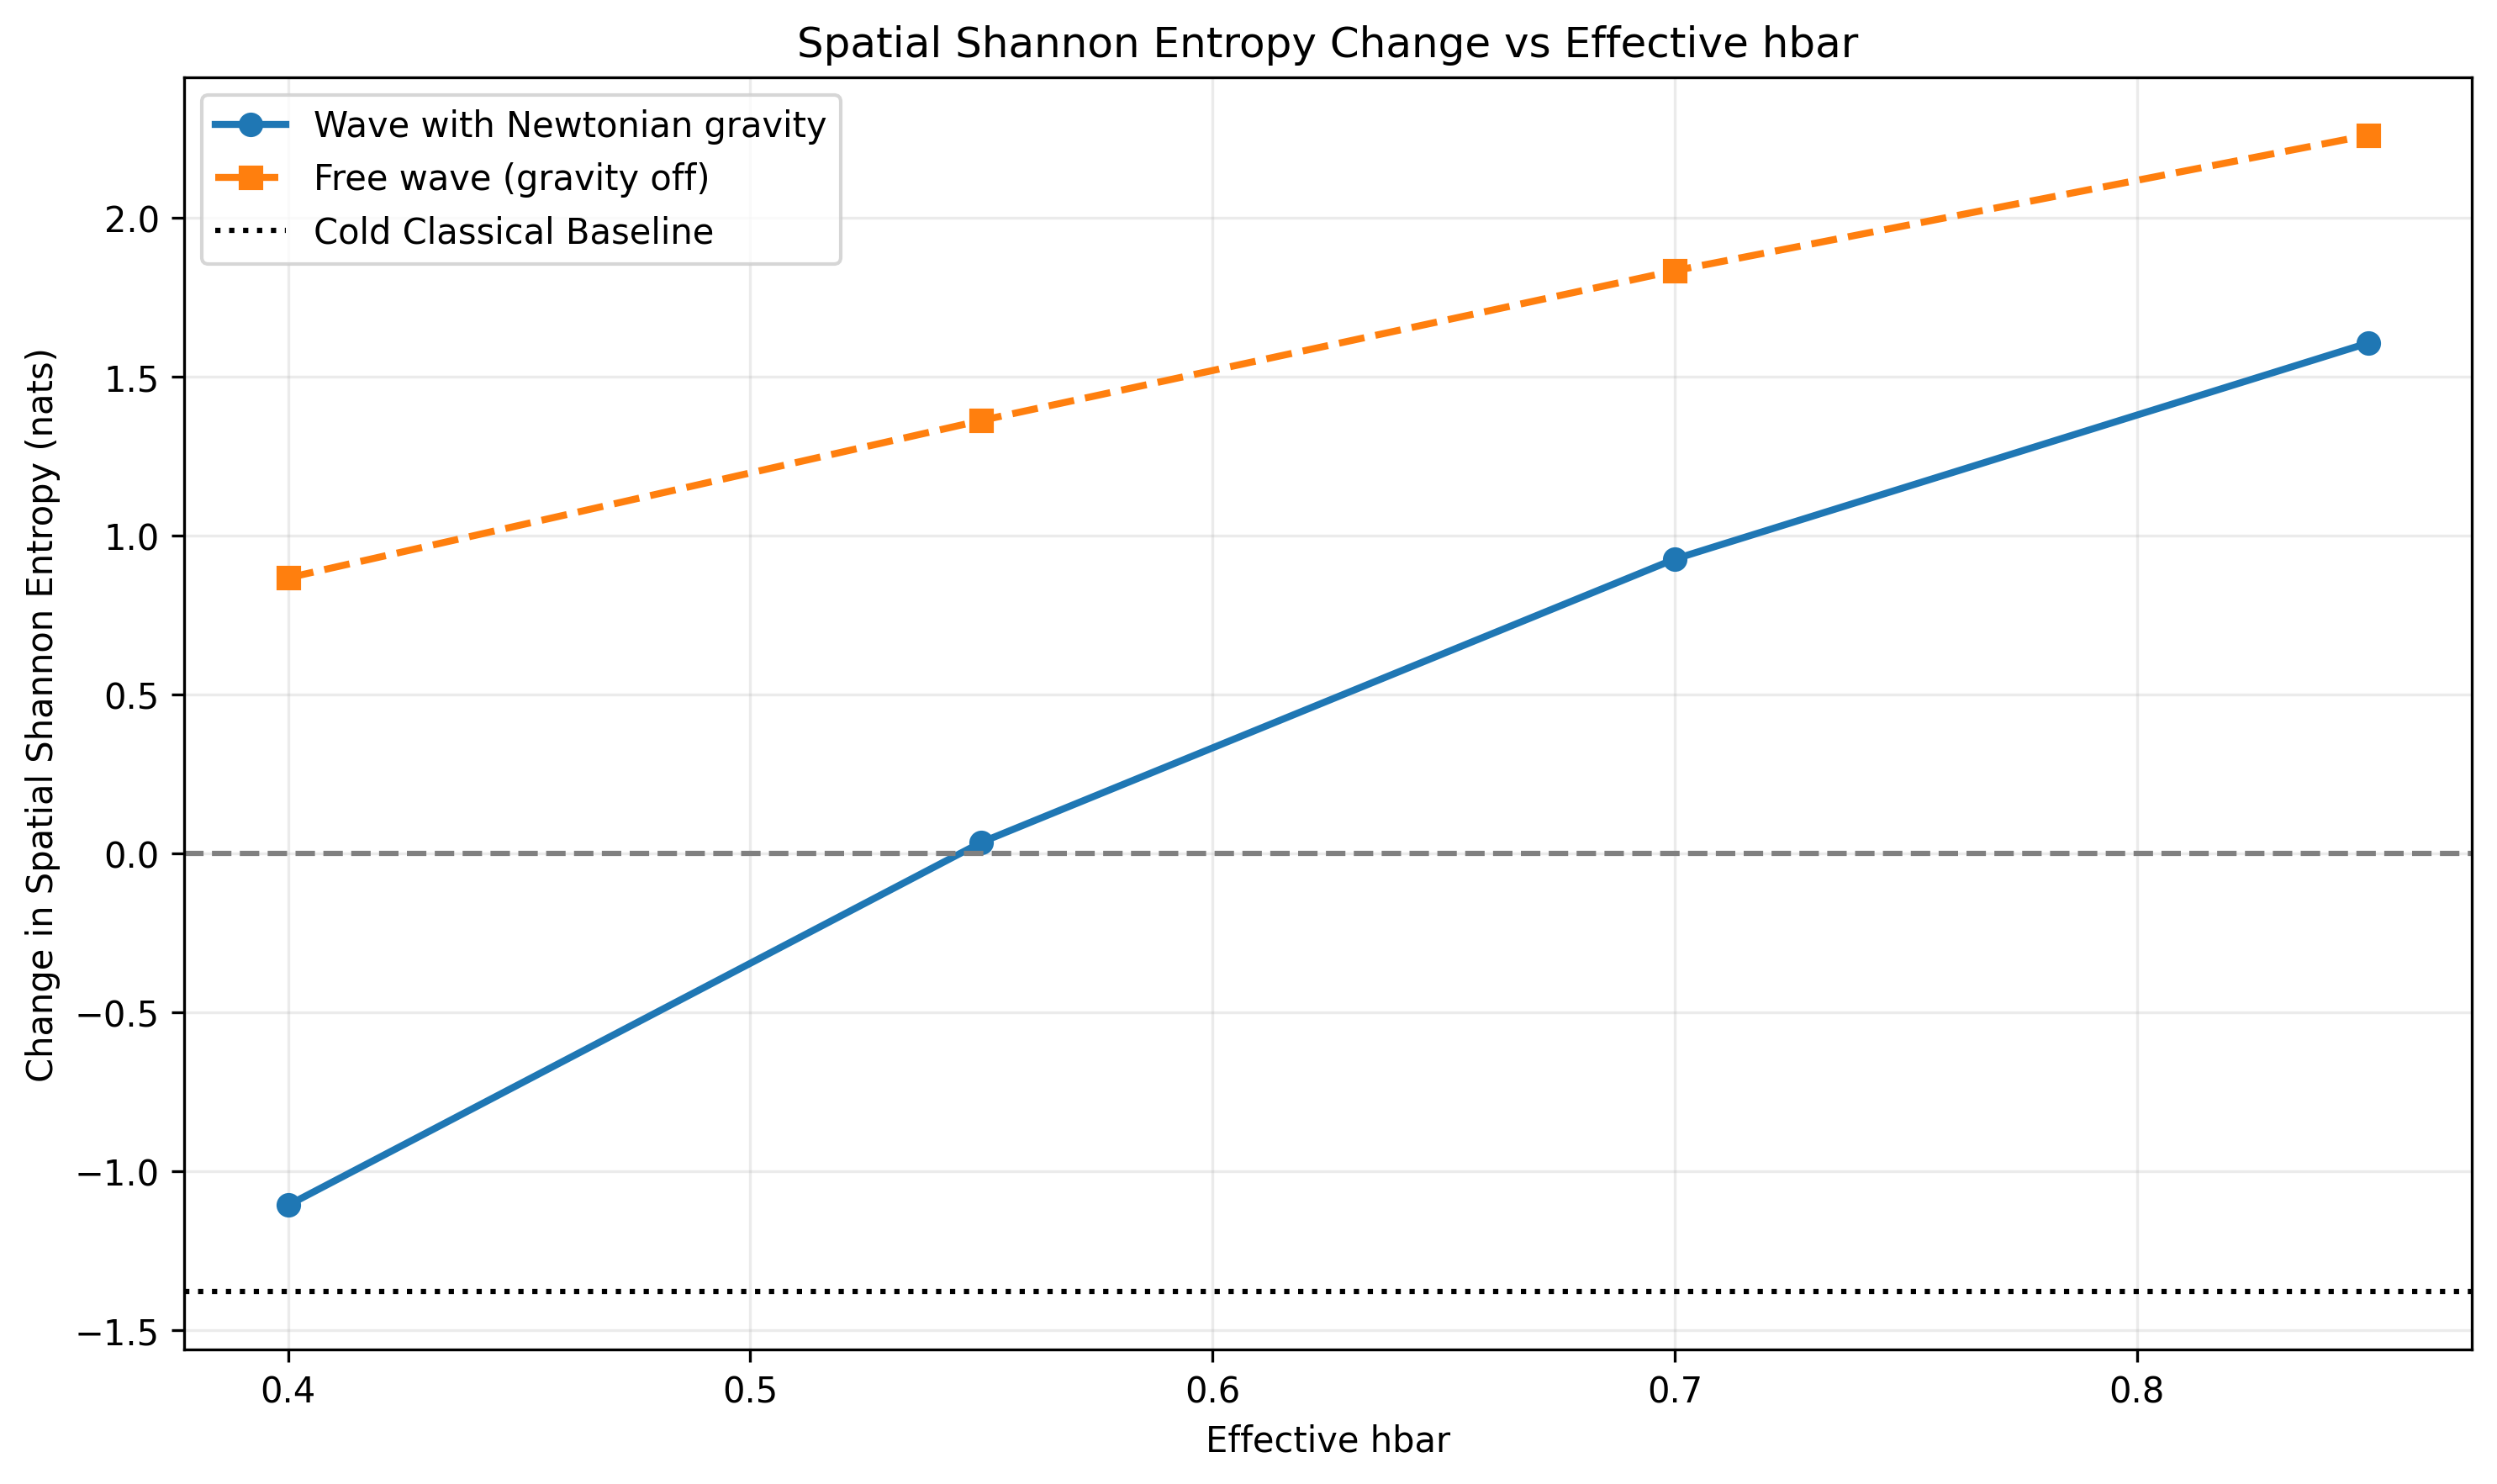 Spatial Shannon Entropy Change vs Effective hbar
Wave with Newtonian gravity
Free wave (gravity off)
Cold Classical Baseline
Change in Spatial Shannon Entropy (nats)
2.0
1.5
1.0
0.5
0.0
−0.5
−1.0
−1.5
0.4 0.5 0.6 0.7 0.8
Effective hbar